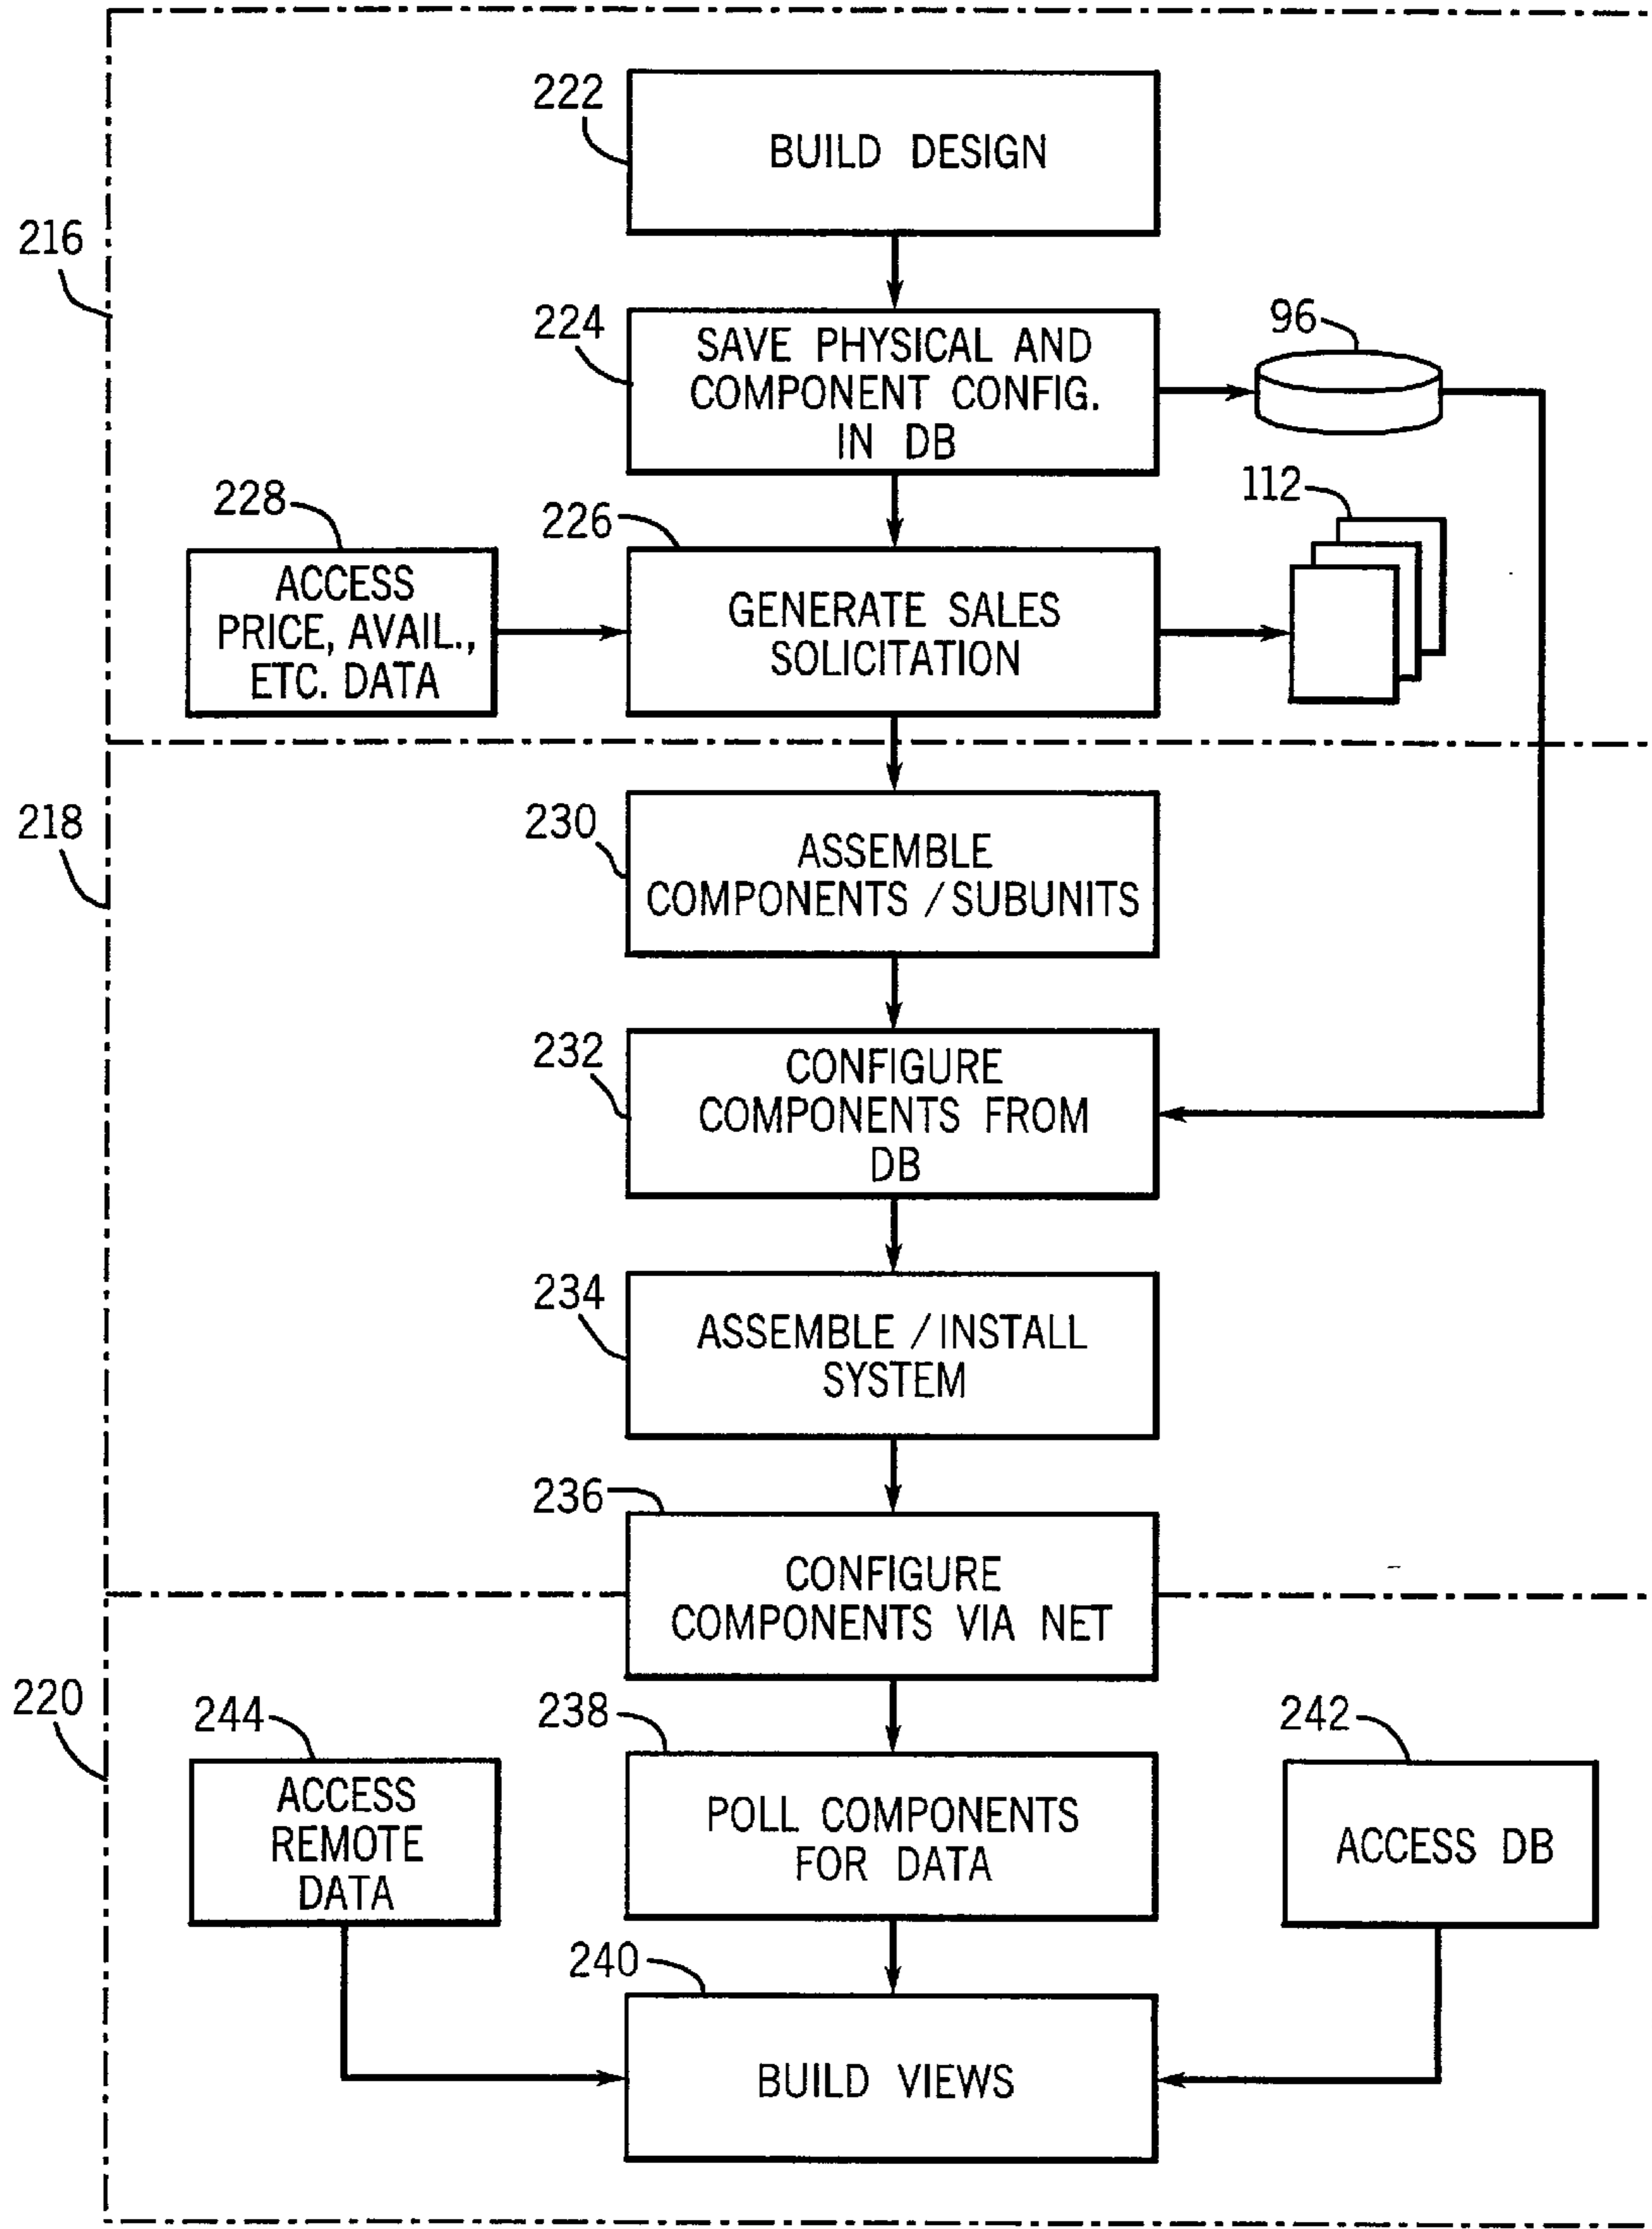 222
BUILD DESIGN
216
224
SAVE PHYSICAL AND
COMPONENT CONFIG.
IN DB
96
228
ACCESS
PRICE, AVAIL.,
ETC. DATA
226
GENERATE SALES
SOLICITATION
112
218
230
ASSEMBLE
COMPONENTS / SUBUNITS
232
CONFIGURE
COMPONENTS FROM
DB
234
ASSEMBLE / INSTALL
SYSTEM
236
CONFIGURE
COMPONENTS VIA NET
220
244
ACCESS
REMOTE
DATA
238
POLL COMPONENTS
FOR DATA
242
ACCESS DB
240
BUILD VIEWS